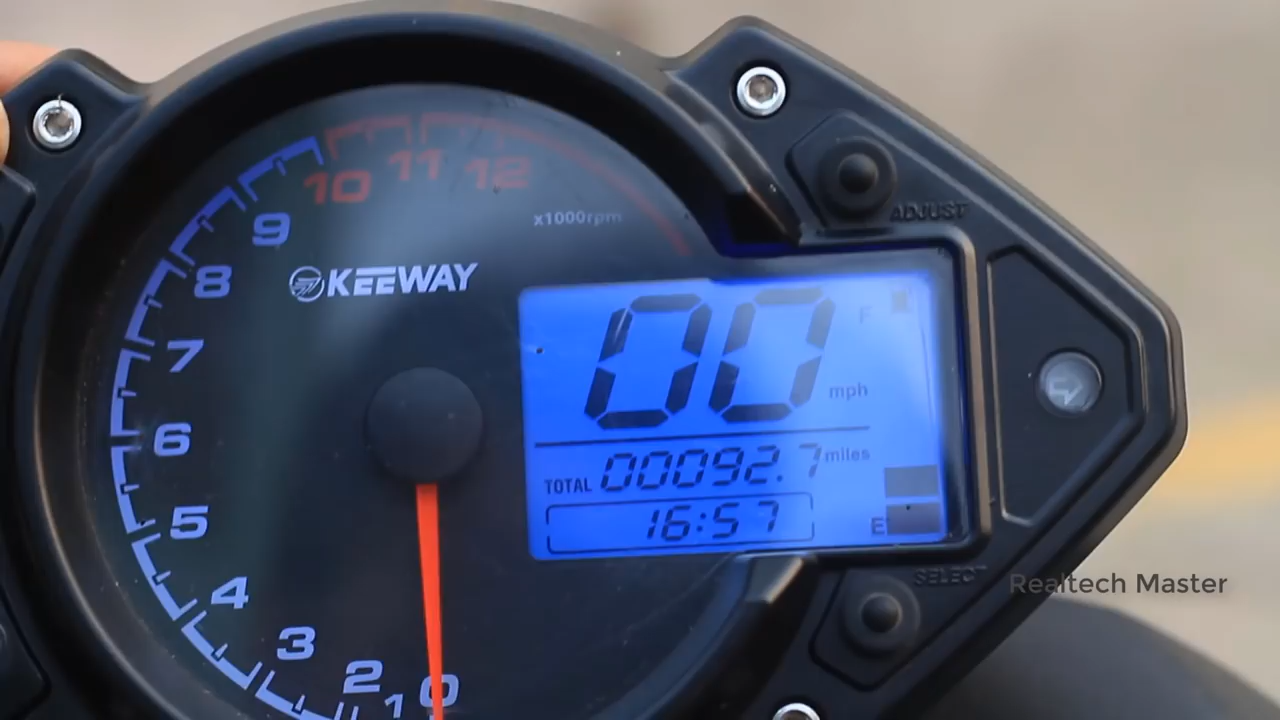 10 11 12
x1000rpm
9
8
7
6
5
4
3
2
1
0
KEEWAY
ADJUST
00 mph
F
TOTAL 00092.7 miles
16:57
E
SELECT
Realtech Master